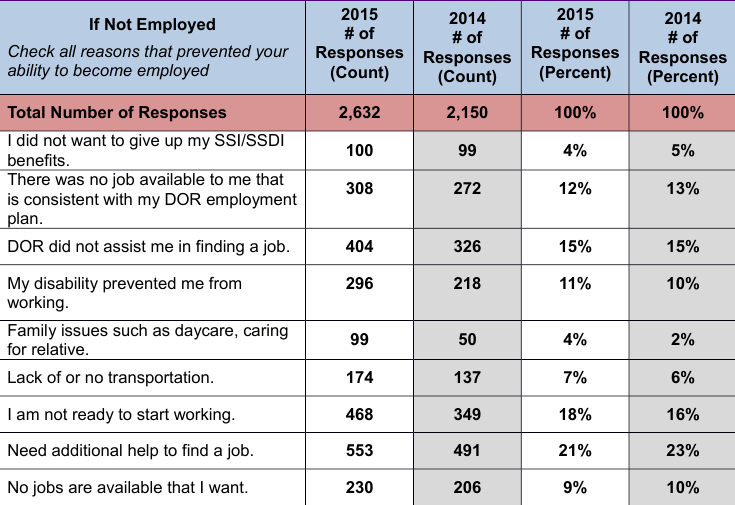 If Not Employed
Check all reasons that prevented your
ability to become employed
2015
# of
Responses
(Count)
2014
# of
Responses
(Count)
2015
# of
Responses
(Percent)
2014
# of
Responses
(Percent)
Total Number of Responses 2,632 2,150 100% 100%
I did not want to give up my SSI/SSDI
benefits. 100 99 4% 5%
There was no job available to me that
is consistent with my DOR employment
plan. 308 272 12% 13%
DOR did not assist me in finding a job. 404 326 15% 15%
My disability prevented me from
working. 296 218 11% 10%
Family issues such as daycare, caring
for relative. 99 50 4% 2%
Lack of or no transportation. 174 137 7% 6%
I am not ready to start working. 468 349 18% 16%
Need additional help to find a job. 553 491 21% 23%
No jobs are available that I want. 230 206 9% 10%